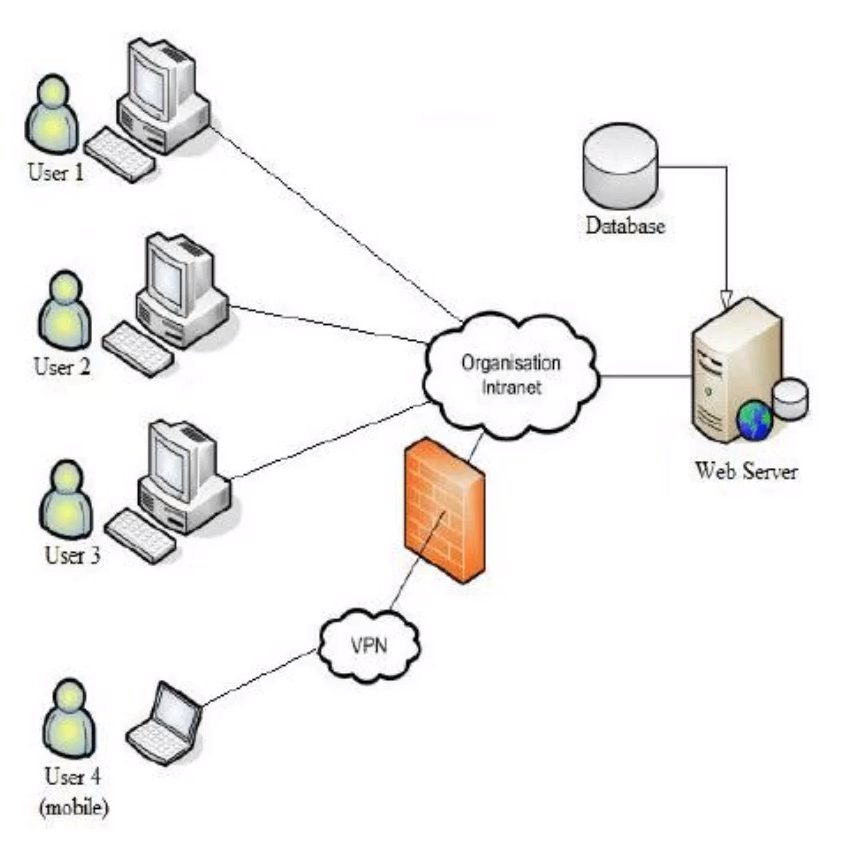 User 1
Database
User 2
Organisation
Intranet
Web Server
User 3
VPN
User 4
(mobile)